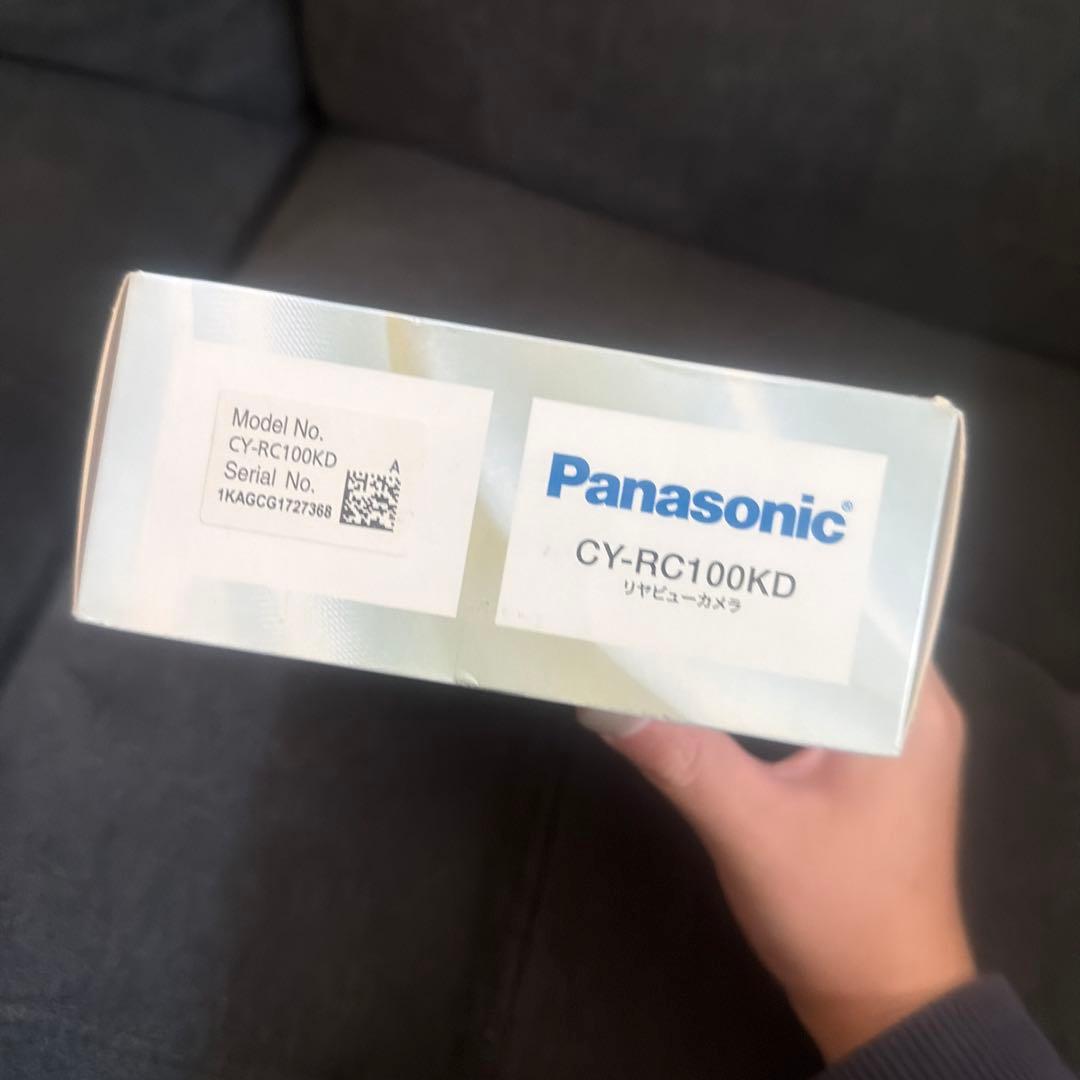 Model No.
CY-RC100KD
A
Serial No.
1KAGCG1727368
Panasonic®
CY-RC100KD
リヤビューカメラ